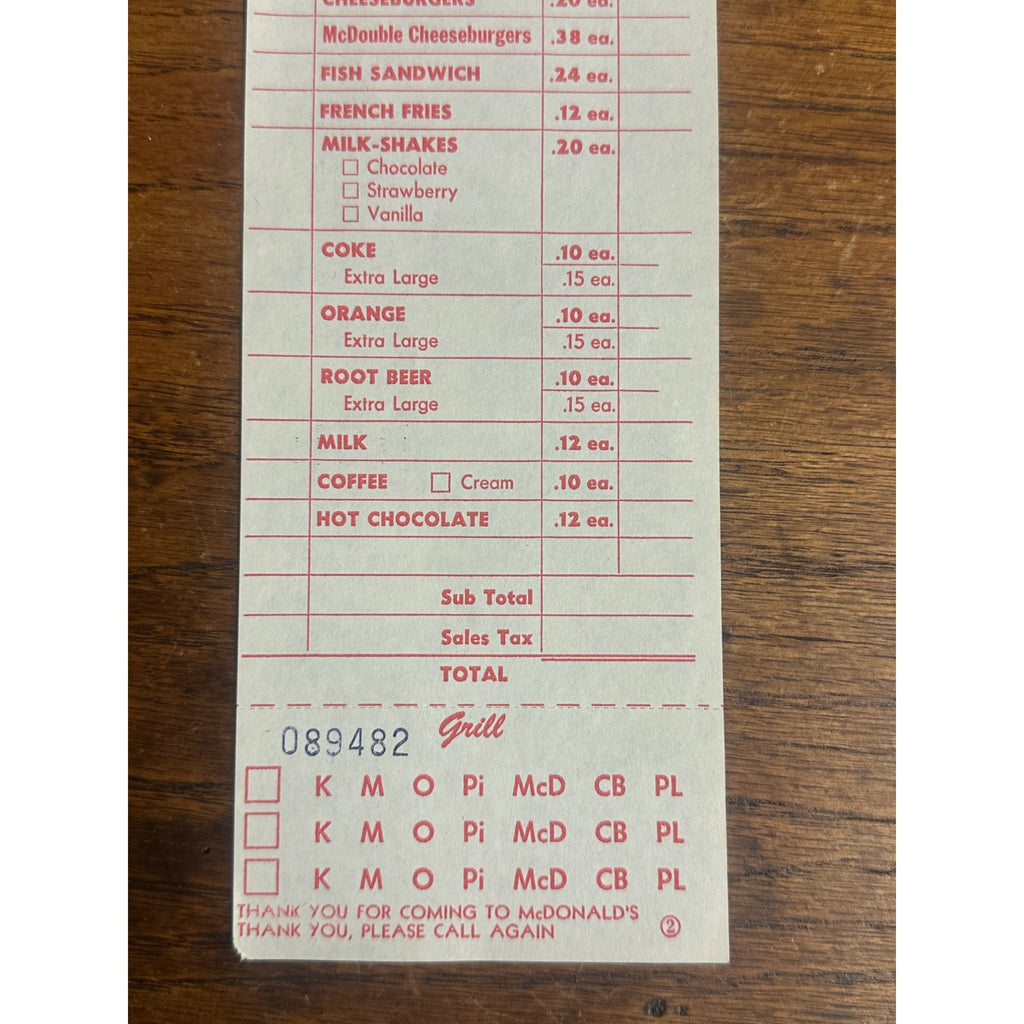 CHEESEBURGERS .20 ea.
McDouble Cheeseburgers .38 ea.
FISH SANDWICH .24 ea.
FRENCH FRIES .12 ea.
MILK-SHAKES .20 ea.
Chocolate
Strawberry
Vanilla
COKE .10 ea.
Extra Large .15 ea.
ORANGE .10 ea.
Extra Large .15 ea.
ROOT BEER .10 ea.
Extra Large .15 ea.
MILK .12 ea.
COFFEE Cream .10 ea.
HOT CHOCOLATE .12 ea.
Sub Total
Sales Tax
TOTAL
Grill
089482
K M O Pi McD CB PL
K M O Pi McD CB PL
K M O Pi McD CB PL
THANK YOU FOR COMING TO McDONALD'S
THANK YOU, PLEASE CALL AGAIN 2